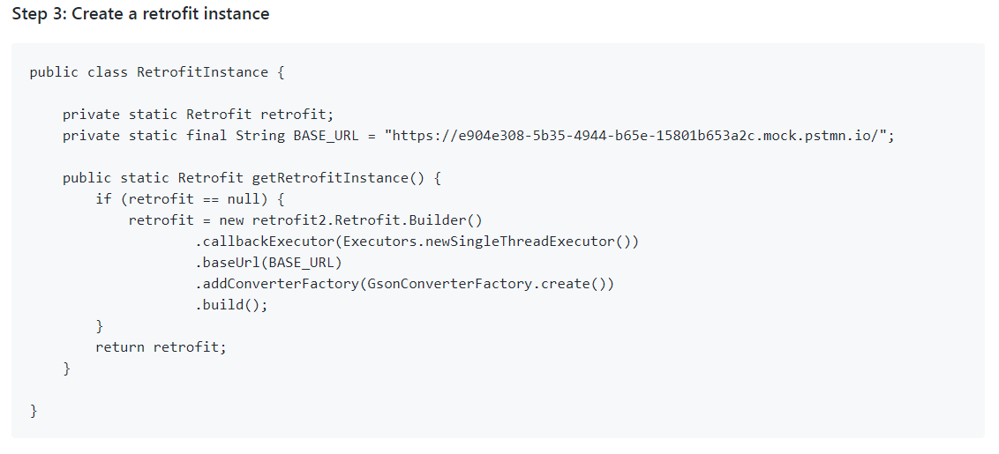 Step 3: Create a retrofit instance
public class RetrofitInstance {
private static Retrofit retrofit;
private static final String BASE_URL = "https://e904e308-5b35-4944-b65e-15801b653a2c.mock.pstmn.io/";
public static Retrofit getRetrofitInstance() {
if (retrofit == null) {
retrofit = new retrofit2.Retrofit.Builder()
.callbackExecutor(Executors.newSingleThreadExecutor())
.baseUrl(BASE_URL)
.addConverterFactory(GsonConverterFactory.create())
.build();
}
return retrofit;
}
}